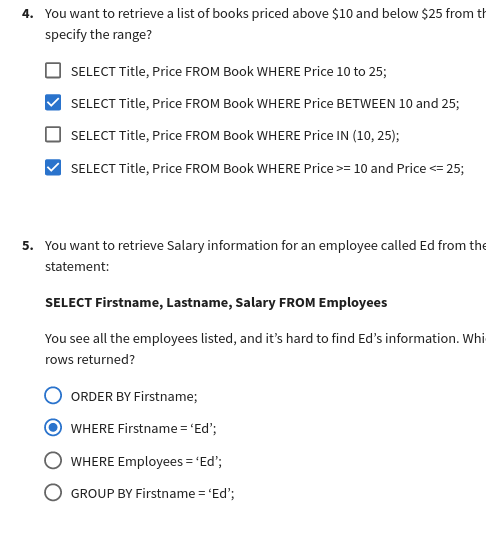 4. You want to retrieve a list of books priced above $10 and below $25 from
specify the range?
SELECT Title, Price FROM Book WHERE Price 10 to 25;
SELECT Title, Price FROM Book WHERE Price BETWEEN 10 and 25;
SELECT Title, Price FROM Book WHERE Price IN (10, 25);
SELECT Title, Price FROM Book WHERE Price >= 10 and Price <= 25;
5. You want to retrieve Salary information for an employee called Ed from the
statement:
SELECT Firstname, Lastname, Salary FROM Employees
You see all the employees listed, and it’s hard to find Ed’s information.
rows returned?
ORDER BY Firstname;
WHERE Firstname = ‘Ed’;
WHERE Employees = ‘Ed’;
GROUP BY Firstname = ‘Ed’;